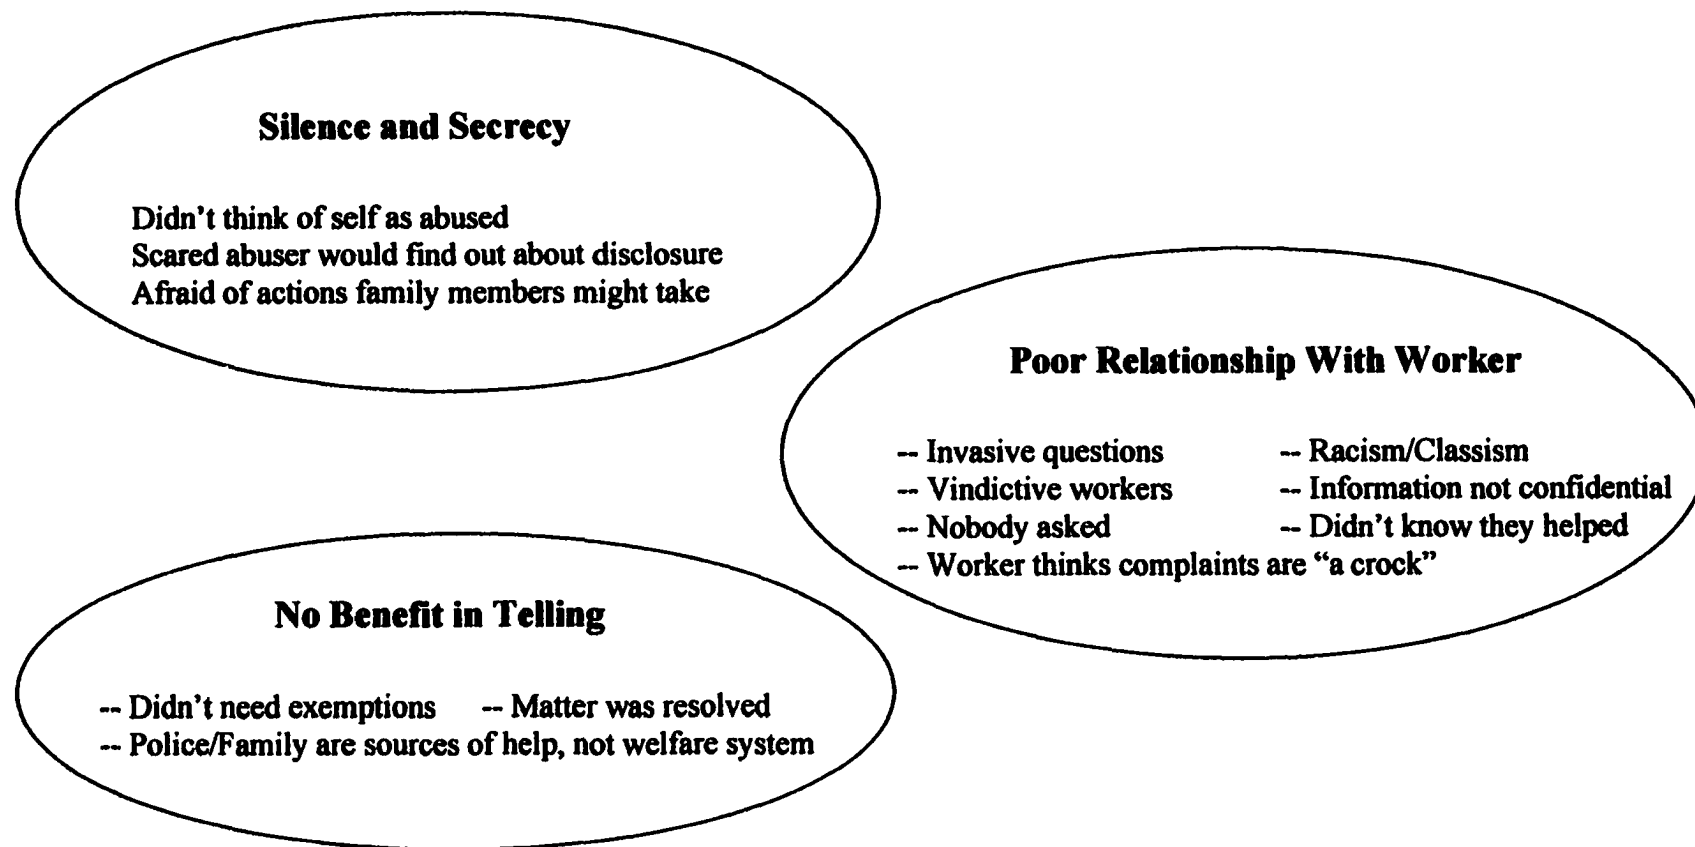 Silence and Secrecy
Didn't think of self as abused
Scared abuser would find out about disclosure
Afraid of actions family members might take
Poor Relationship With Worker
-- Invasive questions -- Racism/Classism
-- Vindictive workers -- Information not confidential
-- Nobody asked -- Didn't know they helped
-- Worker thinks complaints are “a crock”
No Benefit in Telling
-- Didn't need exemptions -- Matter was resolved
-- Police/Family are sources of help, not welfare system